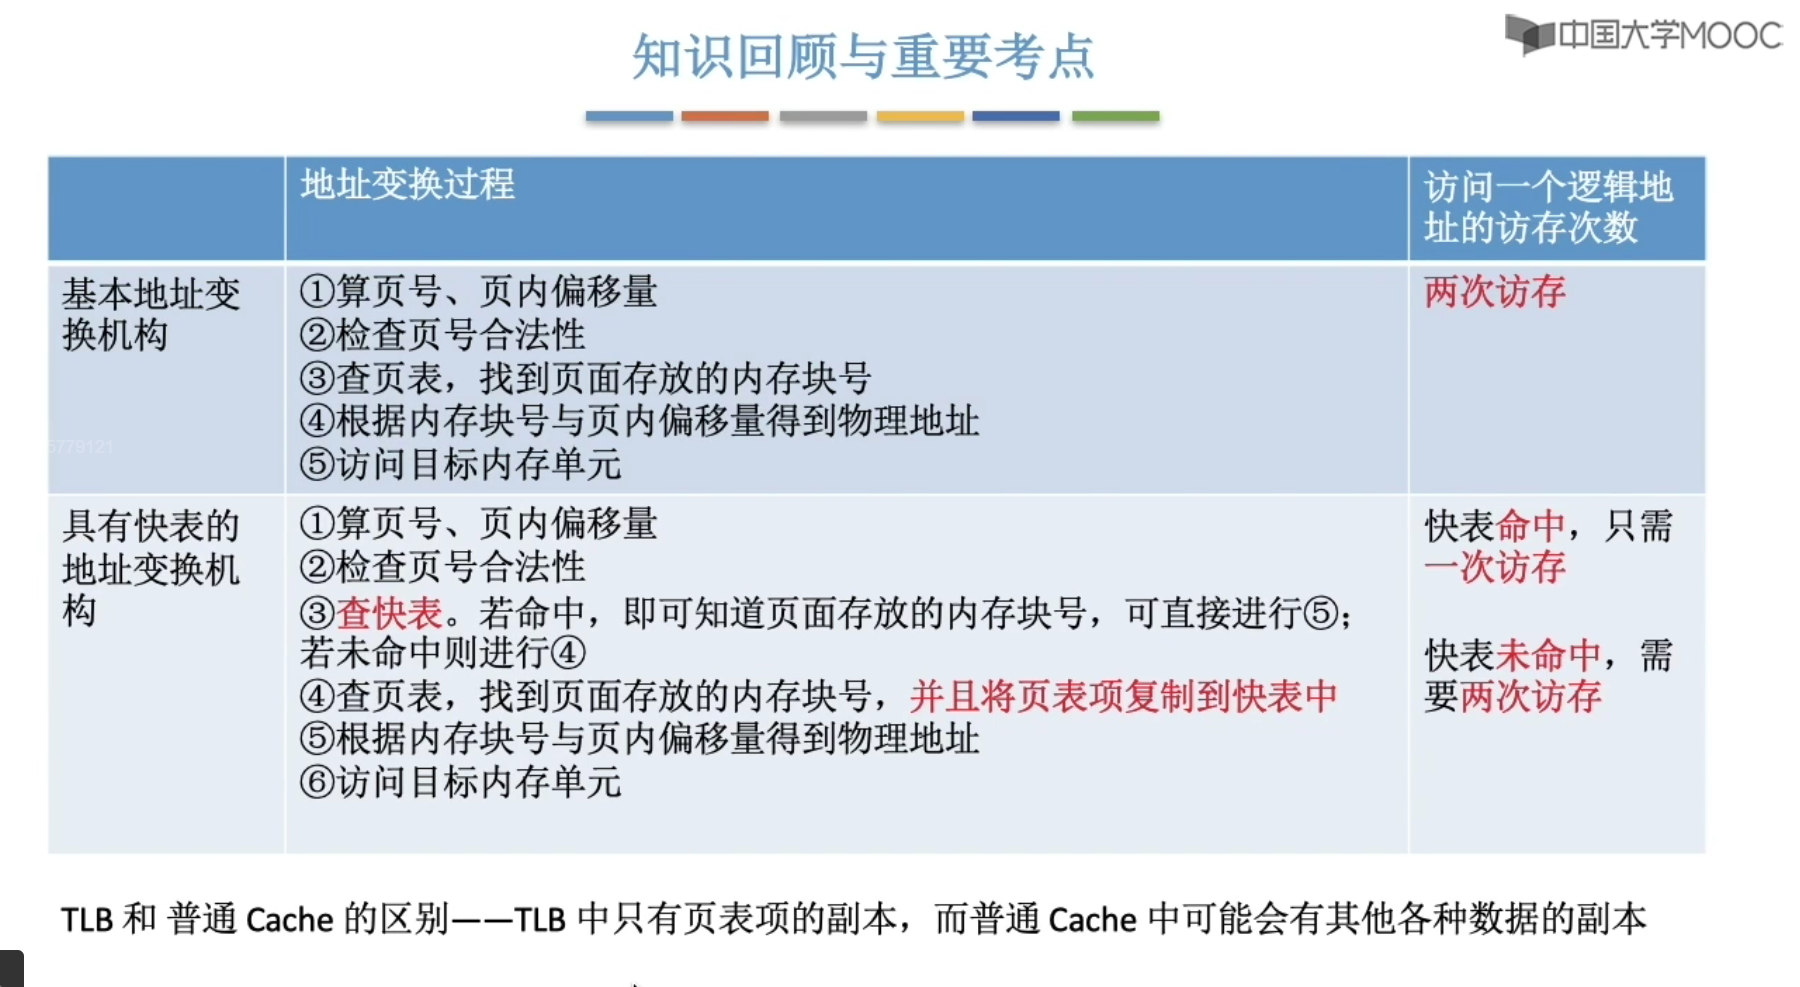 中国大学MOOC
知识回顾与重要考点
地址变换过程
访问一个逻辑地
址的访存次数
基本地址变
换机构
①算页号、页内偏移量
②检查页号合法性
③查页表，找到页面存放的内存块号
④根据内存块号与页内偏移量得到物理地址
⑤访问目标内存单元
两次访存
5779121
具有快表的
地址变换机
构
①算页号、页内偏移量
②检查页号合法性
③查快表。若命中，即可知道页面存放的内存块号，可直接进行⑤；
若未命中则进行④
④查页表，找到页面存放的内存块号，并且将页表项复制到快表中
⑤根据内存块号与页内偏移量得到物理地址
⑥访问目标内存单元
快表命中，只需
一次访存
快表未命中，需
要两次访存
TLB 和 普通 Cache 的区别——TLB 中只有页表项的副本，而普通 Cache 中可能会有其他各种数据的副本